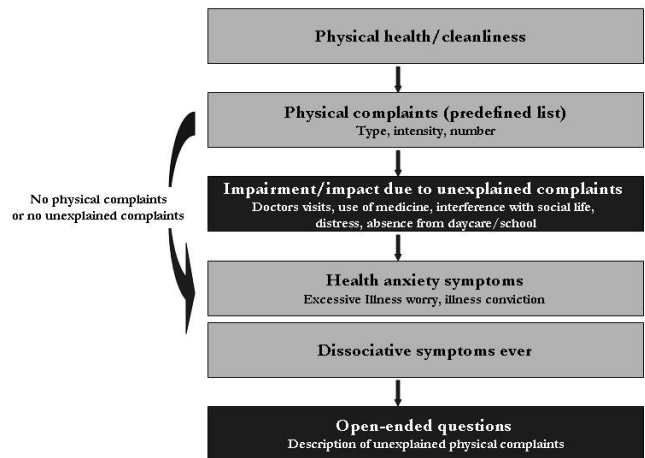 Physical health/cleanliness
Physical complaints (predefined list)
Type, intensity, number
No physical complaints
or no unexplained complaints
Impairment/impact due to unexplained complaints
Doctors visits, use of medicine, interference with social life,
distress, absence from daycare/school
Health anxiety symptoms
Excessive Illness worry, illness conviction
Dissociative symptoms ever
Open-ended questions
Description of unexplained physical complaints